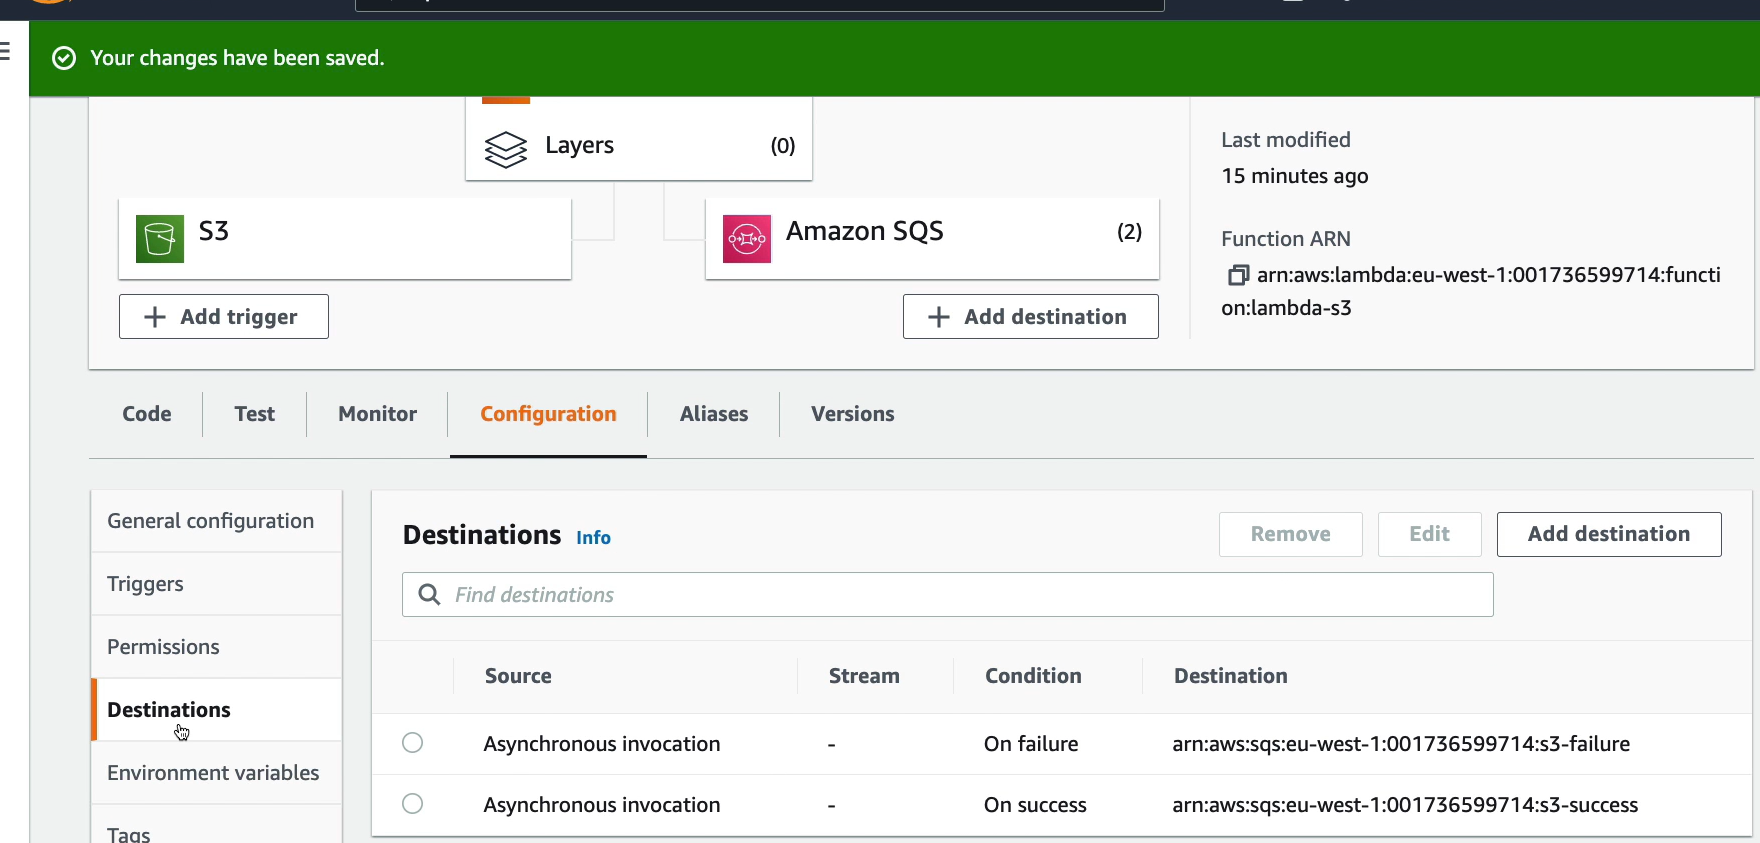 Your changes have been saved.
Layers (0)
Last modified
15 minutes ago
S3
Amazon SQS (2)
Function ARN
arn:aws:lambda:eu-west-1:001736599714:functi
on:lambda-s3
Add trigger
Add destination
Code Test Monitor Configuration Aliases Versions
General configuration
Triggers
Permissions
Destinations
Environment variables
Tags
Destinations Info
Remove Edit Add destination
Find destinations
Source Stream Condition Destination
Asynchronous invocation - On failure arn:aws:sqs:eu-west-1:001736599714:s3-failure
Asynchronous invocation - On success arn:aws:sqs:eu-west-1:001736599714:s3-success